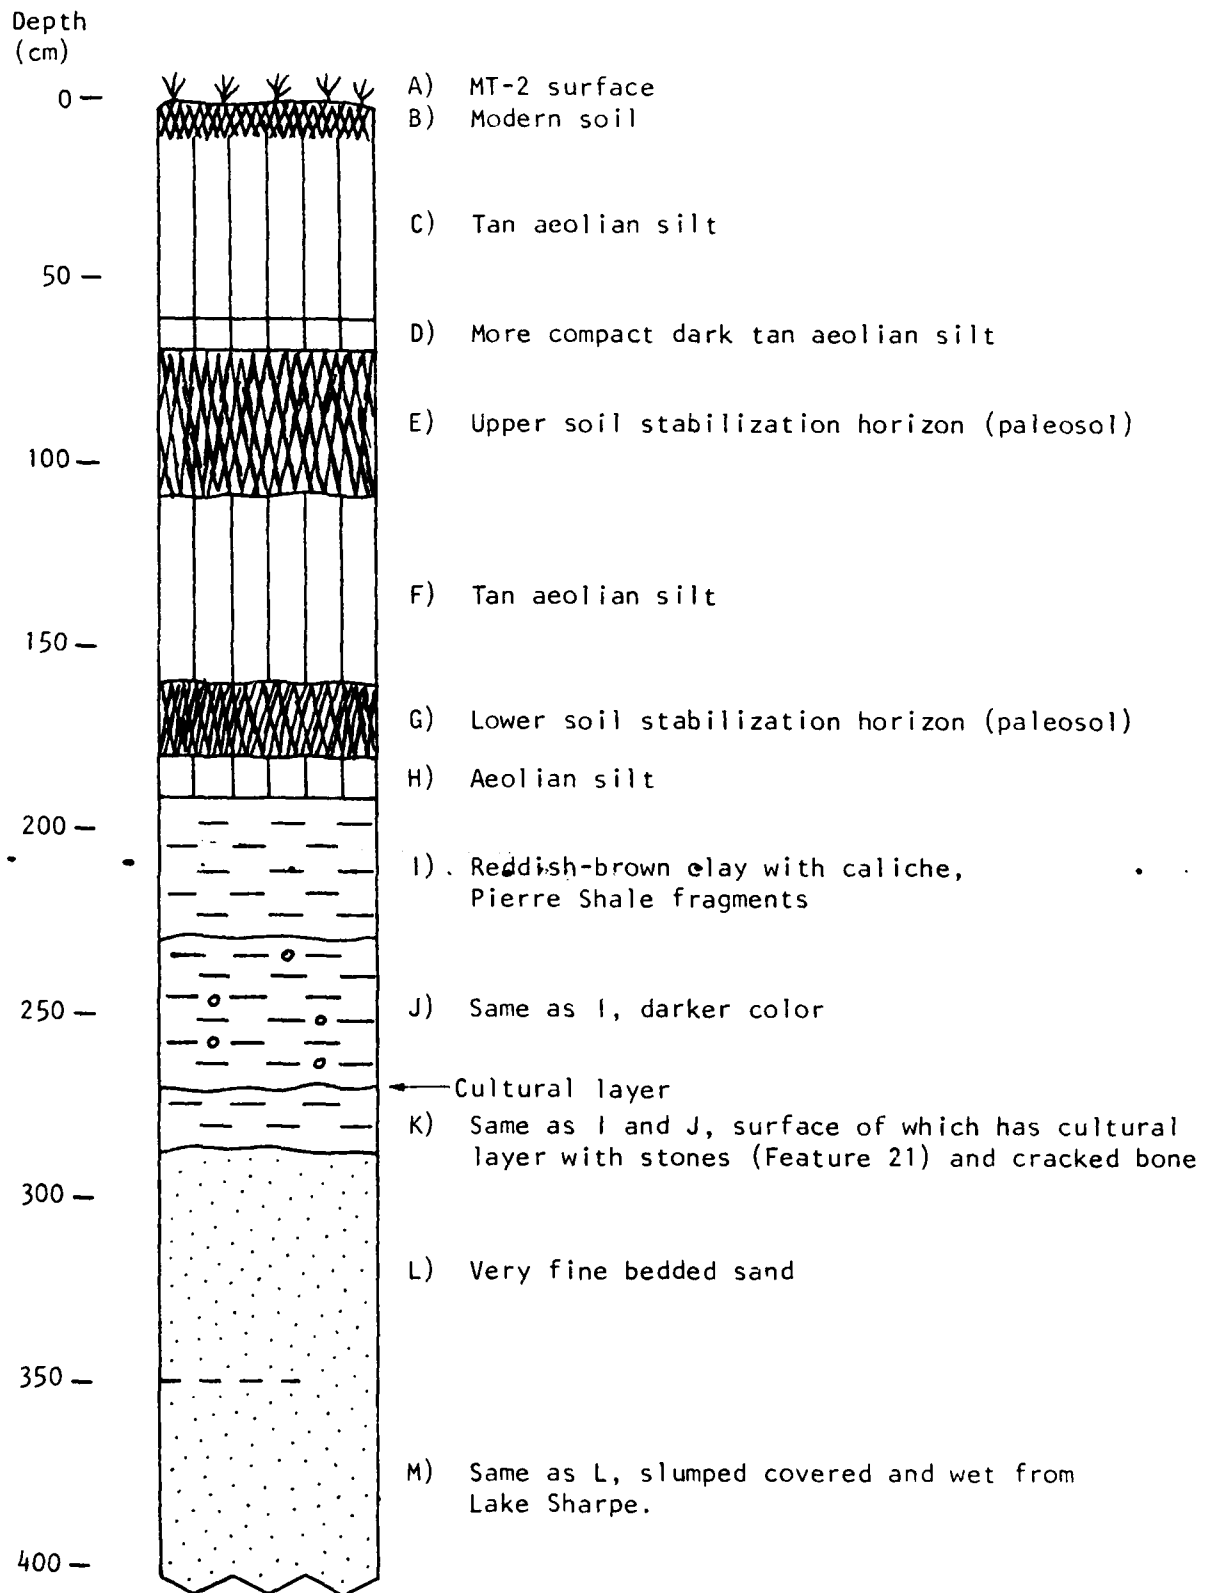 Depth
(cm)
0
A) MT-2 surface
B) Modern soil
C) Tan aeolian silt
50
D) More compact dark tan aeolian silt
E) Upper soil stabilization horizon (paleosol)
100
F) Tan aeolian silt
150
G) Lower soil stabilization horizon (paleosol)
H) Aeolian silt
200
I) Reddish-brown clay with caliche,
Pierre Shale fragments
250
J) Same as I, darker color
Cultural layer
K) Same as I and J, surface of which has cultural
layer with stones (Feature 21) and cracked bone
300
L) Very fine bedded sand
350
M) Same as L, slumped covered and wet from
Lake Sharpe.
400